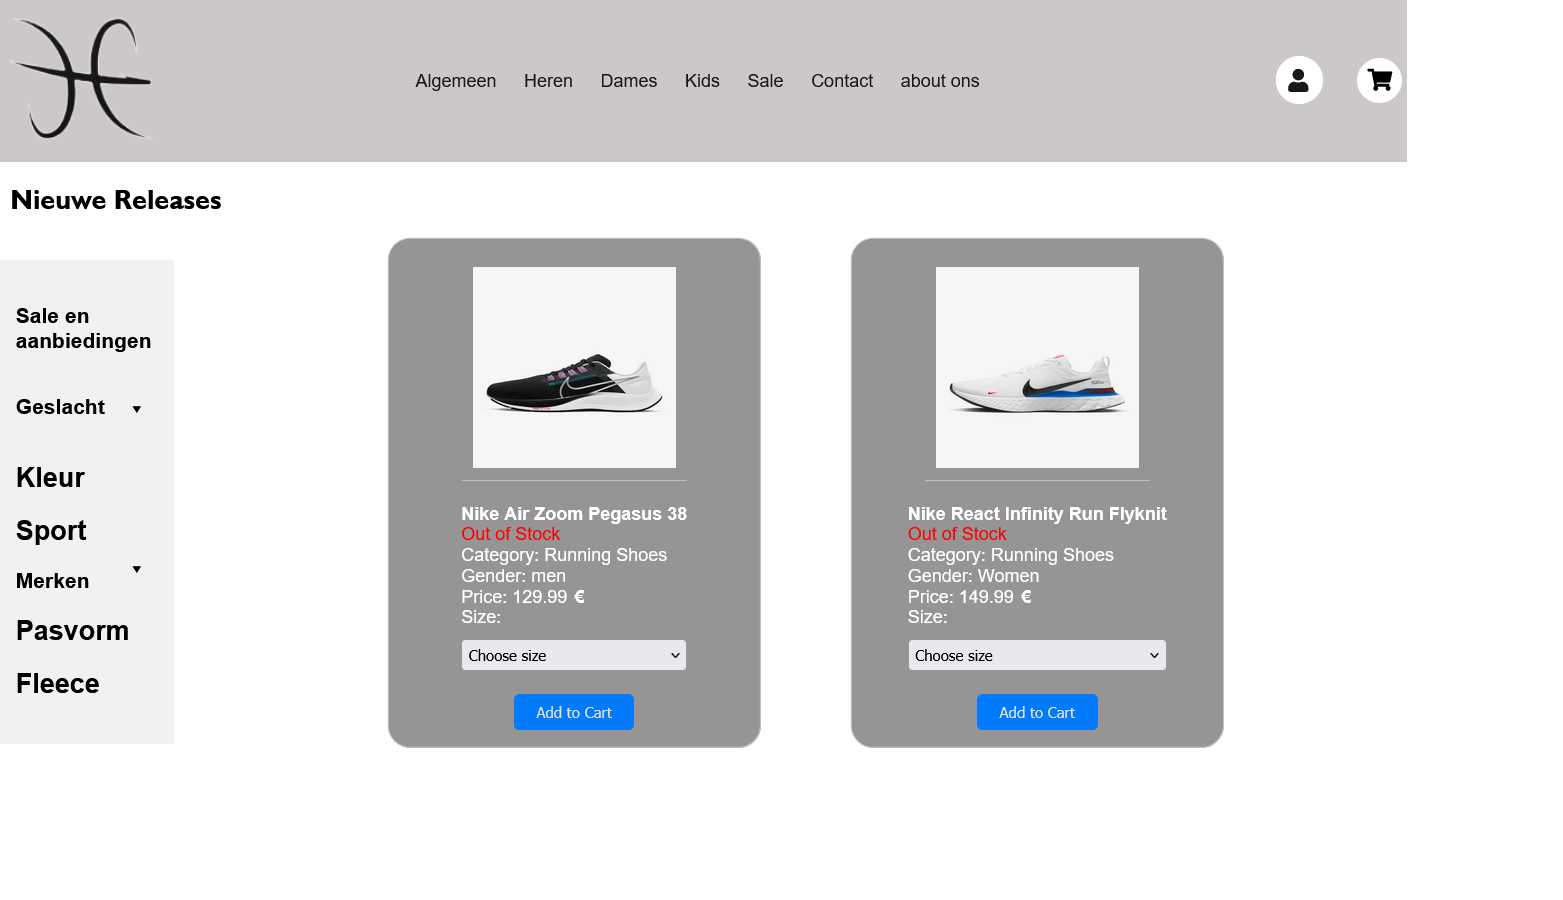 Algemeen Heren Dames Kids Sale Contact about ons
Nieuwe Releases
Sale en
aanbiedingen
Geslacht
Kleur
Sport
Merken
Pasvorm
Fleece
Nike Air Zoom Pegasus 38
Out of Stock
Category: Running Shoes
Gender: men
Price: 129.99 €
Size:
Choose size
Add to Cart
Nike React Infinity Run Flyknit
Out of Stock
Category: Running Shoes
Gender: Women
Price: 149.99 €
Size:
Choose size
Add to Cart